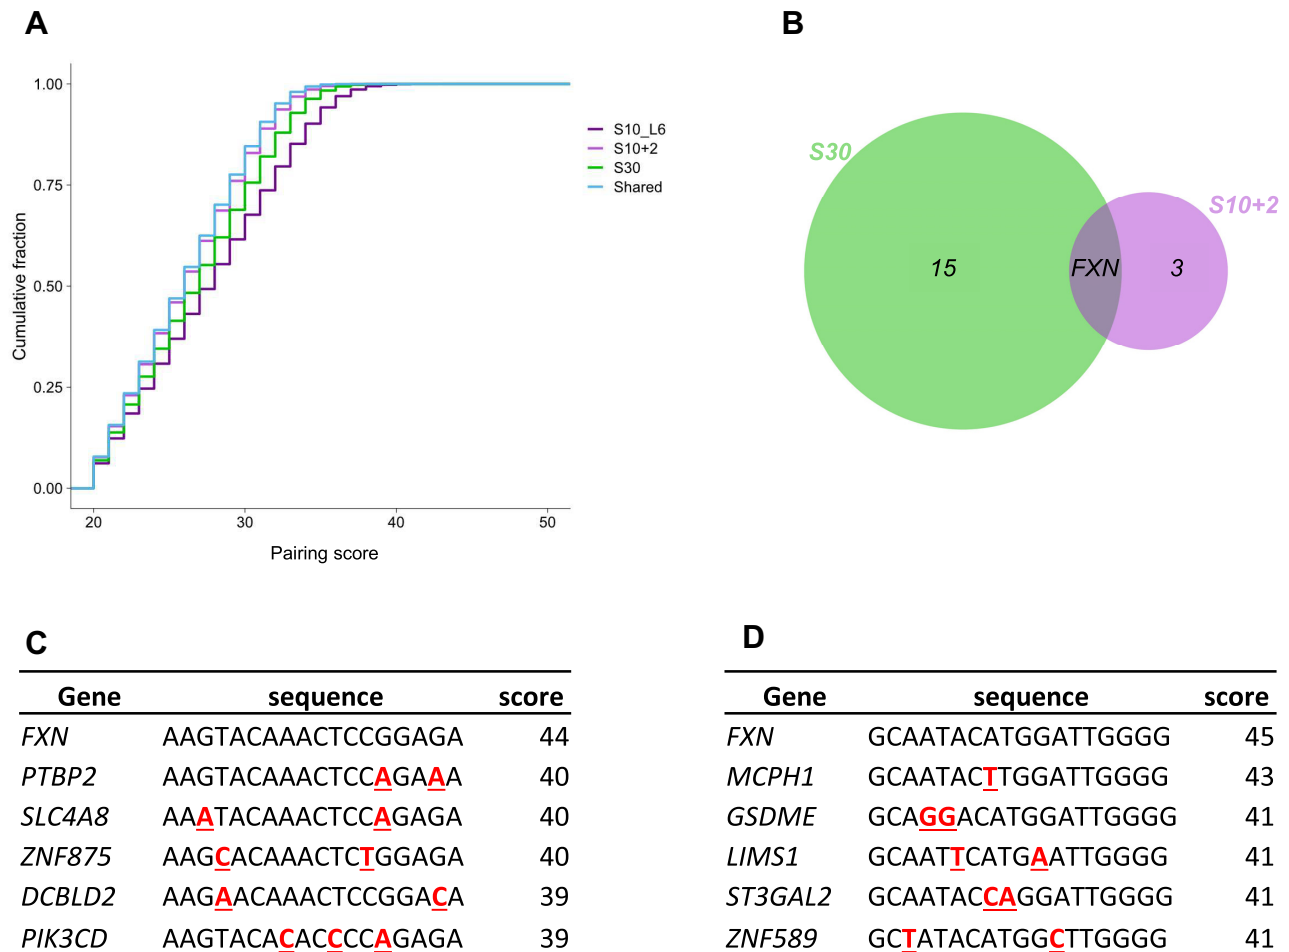 A
1.00
0.75
0.50
0.25
0.00
Cumulative fraction
20 30 40 50
Pairing score
S10_L6
S10+2
S30
Shared
B
S30
S10+2
15 FXN 3
C
Gene sequence score
FXN AAGTACAAACTCCGGAGA 44
PTBP2 AAGTACAAACTCCAGAAA 40
SLC4A8 AAATACAAACTCCAGAGA 40
ZNF875 AAGCACAAACTCTGGAGA 40
DCBLD2 AAGAACAAACTCCGGACA 39
PIK3CD AAGTACACACCCCAGAGA 39
D
Gene sequence score
FXN GCAATACATGGATTGGGG 45
MCPH1 GCAATACTTGGATTGGGG 43
GSDME GCAGGACATGGATTGGGG 41
LIMS1 GCAATTCATGAATTGGGG 41
ST3GAL2 GCAATACCAGGATTGGGG 41
ZNF589 GCTATACATGGCTTGGGG 41